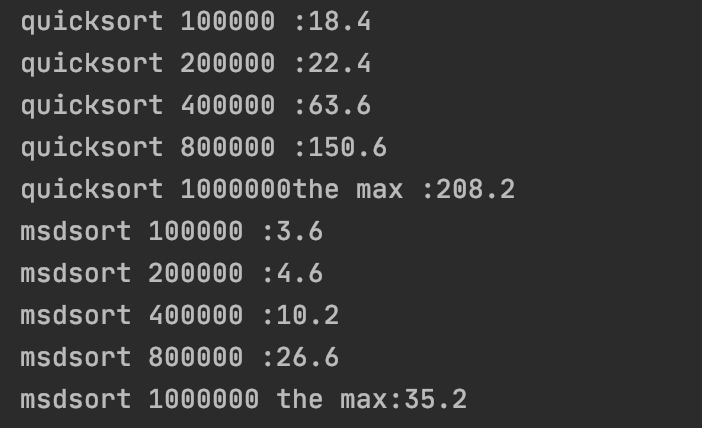 quicksort 100000 :18.4
quicksort 200000 :22.4
quicksort 400000 :63.6
quicksort 800000 :150.6
quicksort 1000000the max :208.2
msdsort 100000 :3.6
msdsort 200000 :4.6
msdsort 400000 :10.2
msdsort 800000 :26.6
msdsort 1000000 the max:35.2